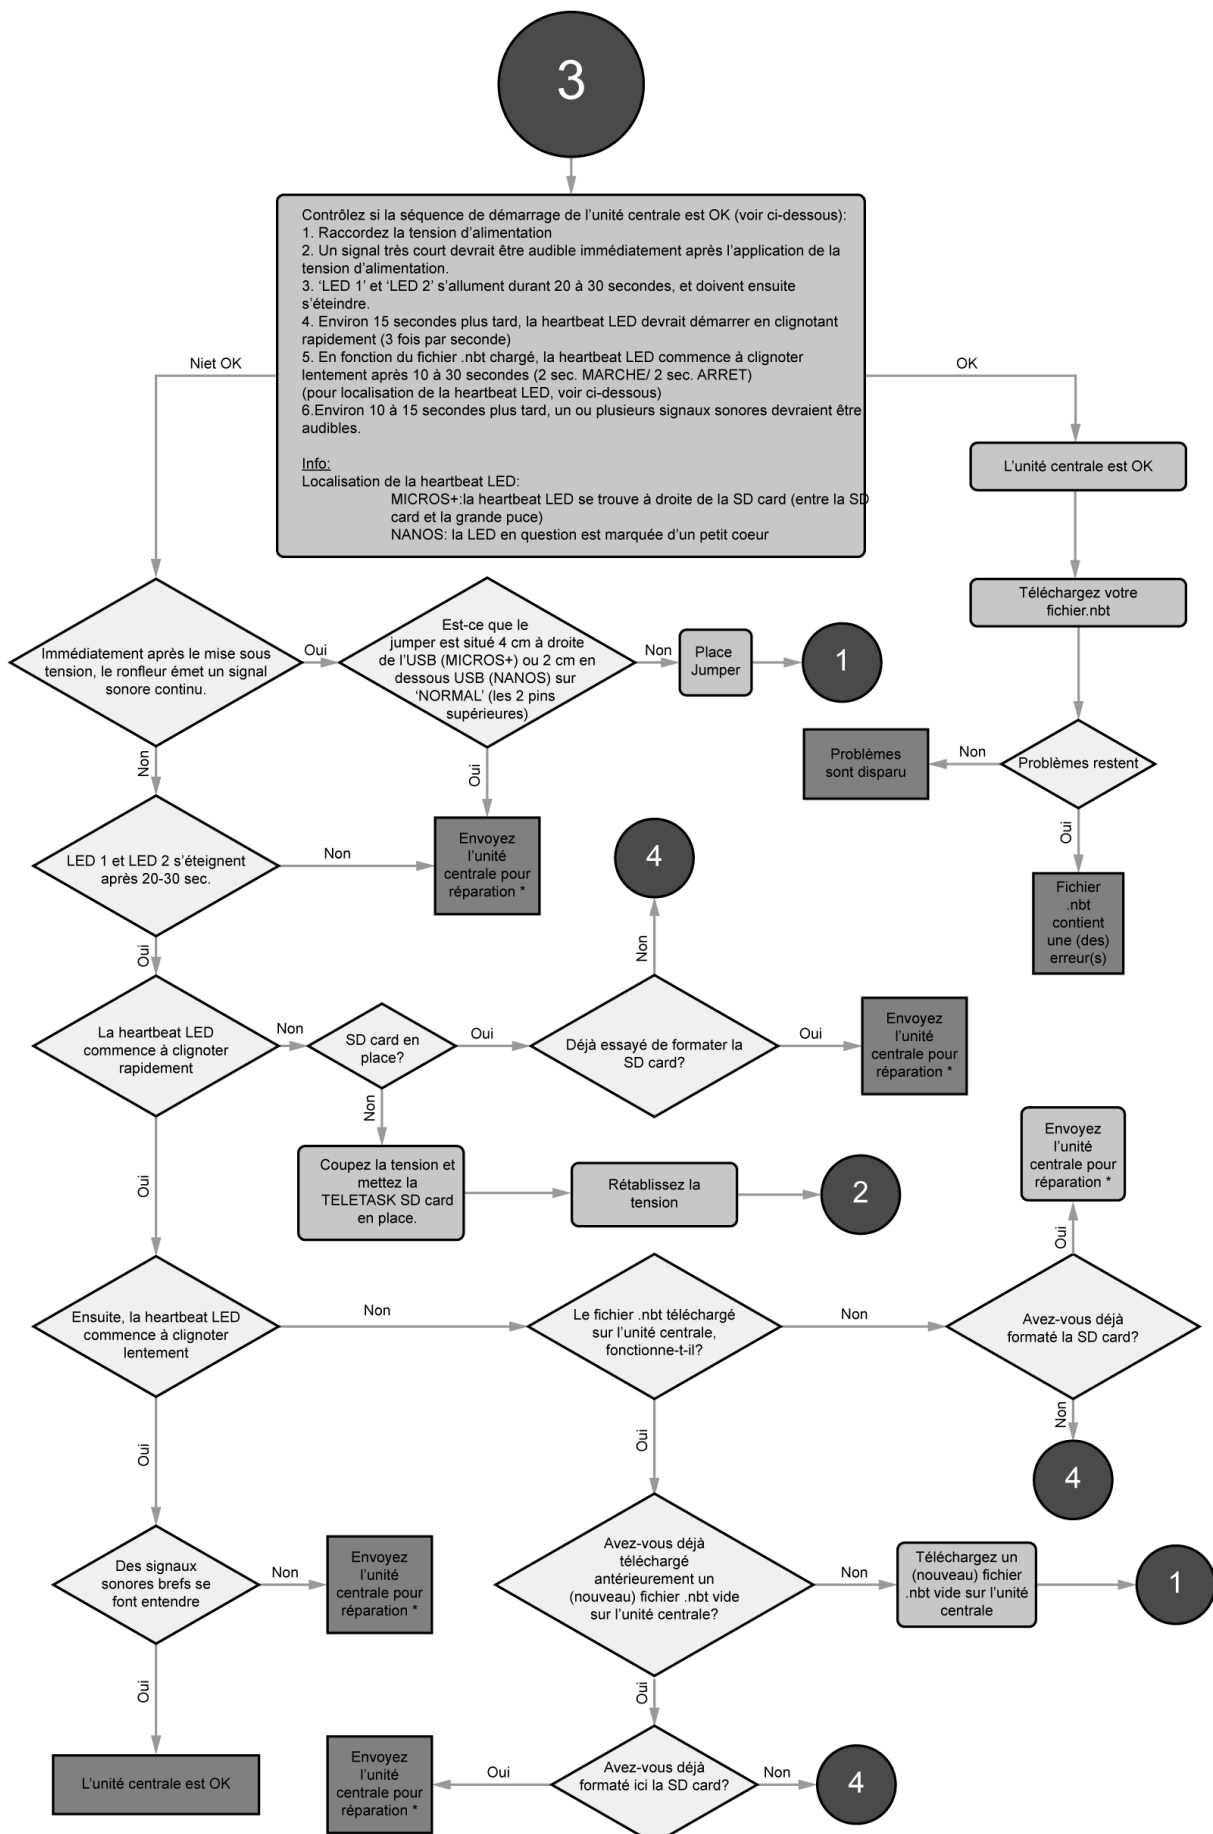 3
Contrôlez si la séquence de démarrage de l'unité centrale est OK (voir ci-dessous):
1. Raccordez la tension d'alimentation
2. Un signal très court devrait être audible immédiatement après l'application de la
tension d'alimentation.
3. 'LED 1' et 'LED 2' s'allument durant 20 à 30 secondes, et doivent ensuite
s'éteindre.
4. Environ 15 secondes plus tard, la heartbeat LED devrait démarrer en clignotant
rapidement (3 fois par seconde)
5. En fonction du fichier .nbt chargé, la heartbeat LED commence à clignoter
lentement après 10 à 30 secondes (2 sec. MARCHE/ 2 sec. ARRET)
(pour localisation de la heartbeat LED, voir ci-dessous)
6.Environ 10 à 15 secondes plus tard, un ou plusieurs signaux sonores devraient être
audibles.
Info:
Localisation de la heartbeat LED:
MICROS+:la heartbeat LED se trouve à droite de la SD card (entre la SD
card et la grande puce)
NANOS: la LED en question est marquée d'un petit coeur
Niet OK
OK
L'unité centrale est OK
Téléchargez votre
fichier.nbt
Immédiatement après le mise sous
tension, le ronfleur émet un signal
sonore continu.
Oui
Est-ce que le
jumper est situé 4 cm à droite
de l'USB (MICROS+) ou 2 cm en
dessous USB (NANOS) sur
'NORMAL' (les 2 pins
supérieures)
Non
Place
Jumper
1
Problèmes restent
Non
Problèmes
sont disparu
Oui
Fichier
.nbt
contient
une (des)
erreur(s)
Non
Oui
LED 1 et LED 2 s'éteignent
après 20-30 sec.
Non
Envoyez
l'unité
centrale pour
réparation *
4
Non
Oui
La heartbeat LED
commence à clignoter
rapidement
Non
SD card en
place?
Oui
Déjà essayé de formater la
SD card?
Oui
Envoyez
l'unité
centrale pour
réparation *
Non
Coupez la tension et
mettez la
TELETASK SD card
en place.
Rétablissez la
tension
2
Envoyez
l'unité
centrale pour
réparation *
Oui
Oui
Ensuite, la heartbeat LED
commence à clignoter
lentement
Non
Le fichier .nbt téléchargé
sur l'unité centrale,
fonctionne-t-il?
Non
Avez-vous déjà
formaté la SD card?
Non
4
Oui
Oui
Des signaux
sonores brefs se
font entendre
Non
Envoyez
l'unité
centrale pour
réparation *
Avez-vous déjà
téléchargé
antérieurement un
(nouveau) fichier .nbt vide
sur l'unité centrale?
Non
Téléchargez un
(nouveau) fichier
.nbt vide sur l'unité
centrale
1
Oui
Oui
L'unité centrale est OK
Envoyez
l'unité
centrale pour
réparation *
Oui
Avez-vous déjà
formaté ici la SD card?
Non
4